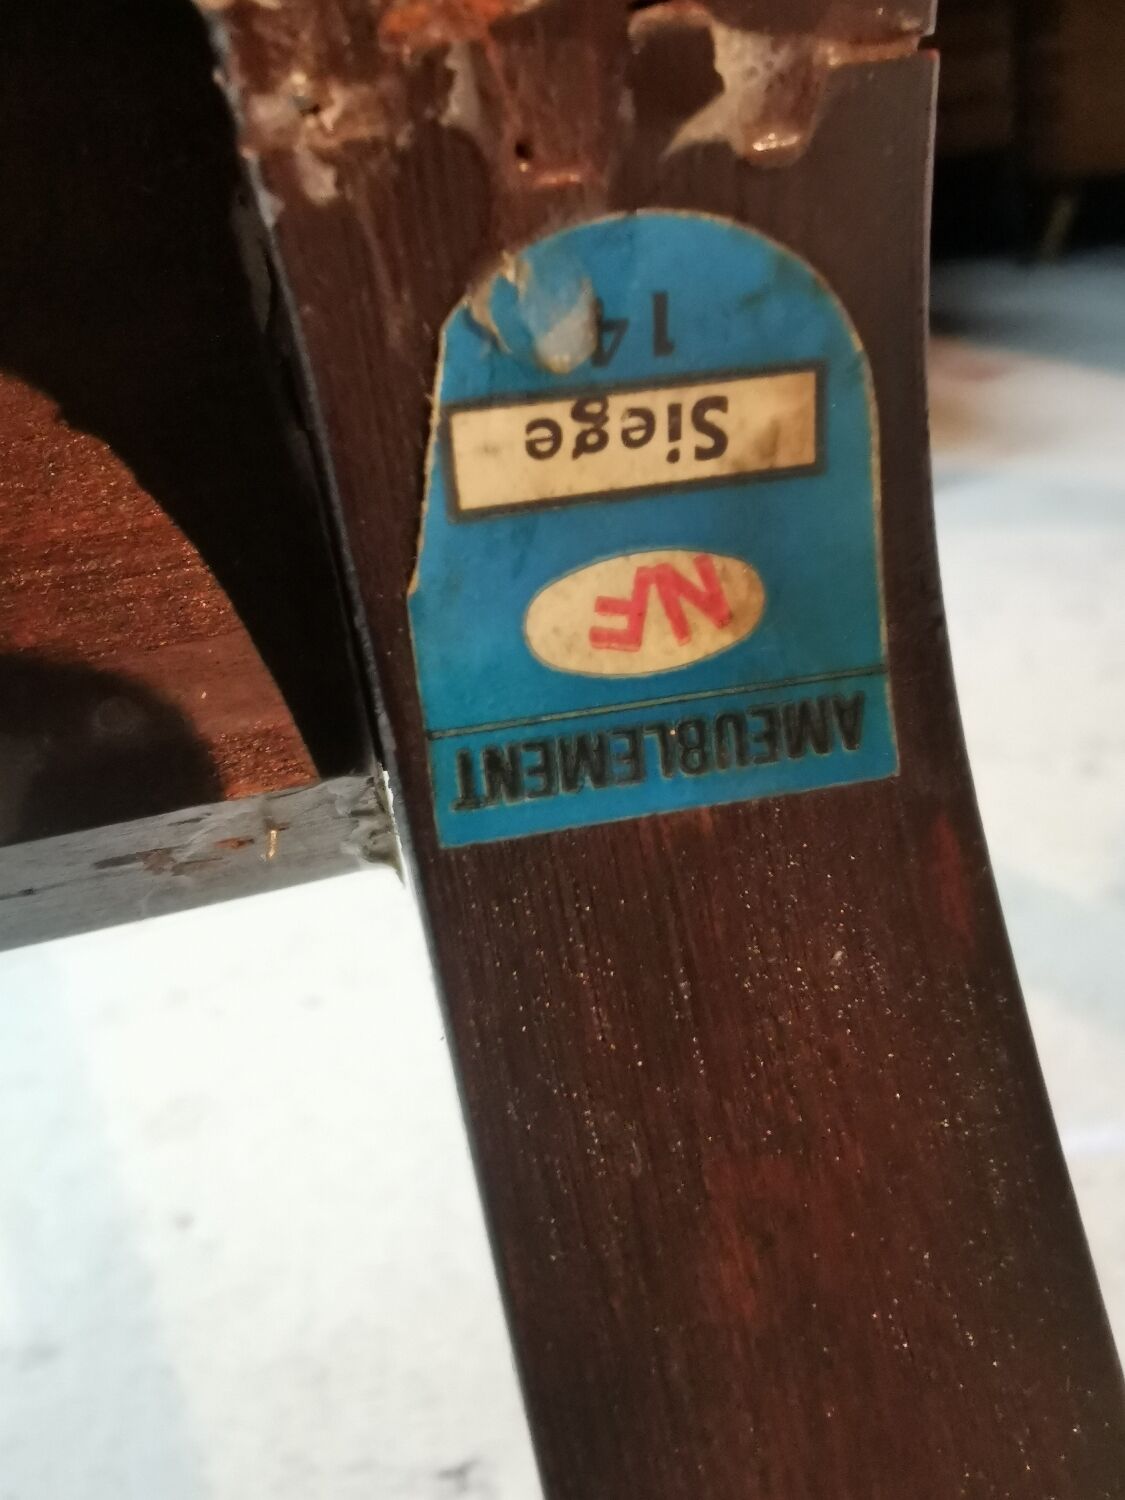 AMEUBLEMENT
NF
Siege
14